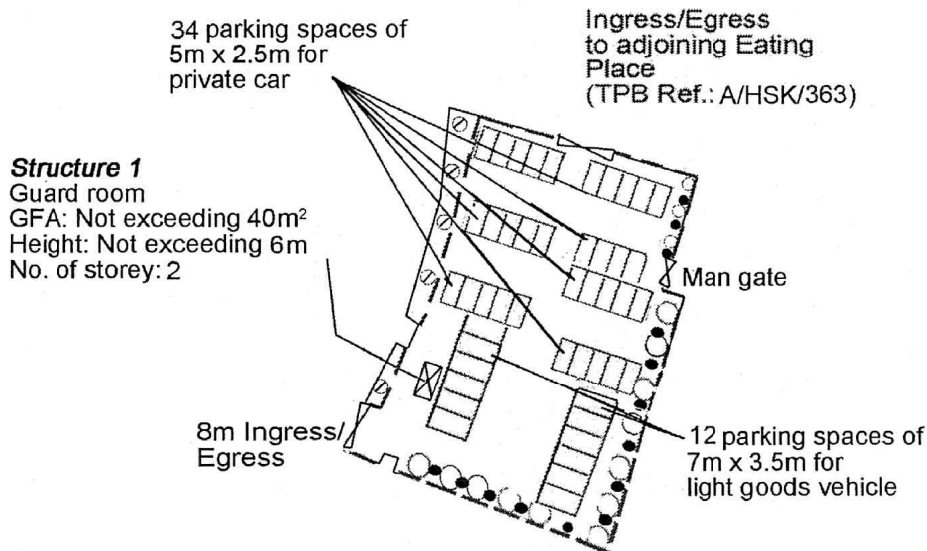 34 parking spaces of
5m x 2.5m for
private car
Ingress/Egress
to adjoining Eating
Place
(TPB Ref.: A/HSK/363)
Structure 1
Guard room
GFA: Not exceeding 40m²
Height: Not exceeding 6m
No. of storey: 2
Man gate
8m Ingress/
Egress
12 parking spaces of
7m x 3.5m for
light goods vehicle